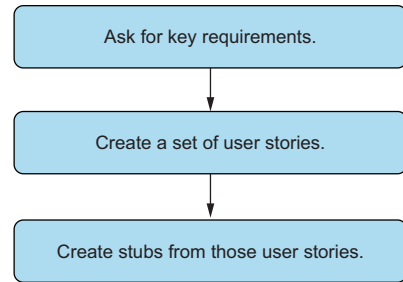 Ask for key requirements.
Create a set of user stories.
Create stubs from those user stories.